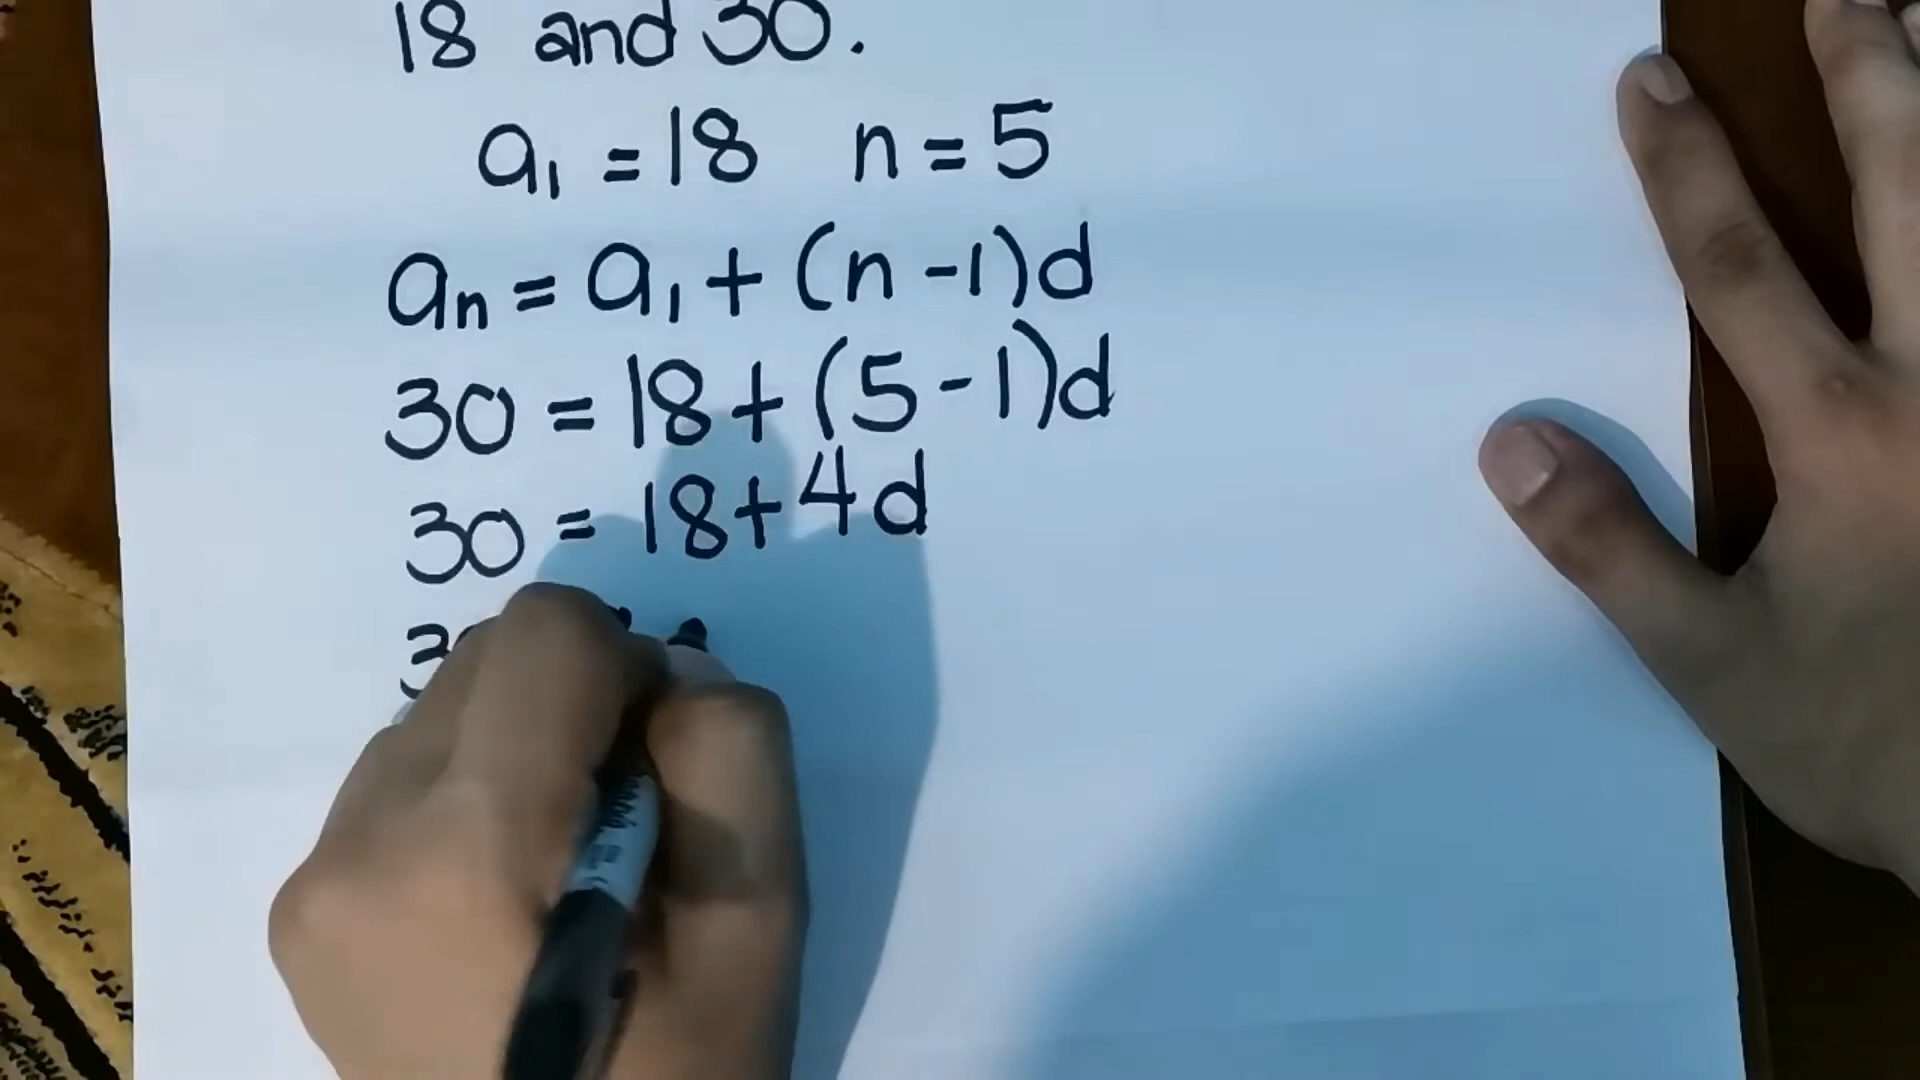 18 and 30.
a₁ = 18 n = 5
aₙ = a₁ + (n - 1)d
30 = 18 + (5 - 1)d
30 = 18 + 4d